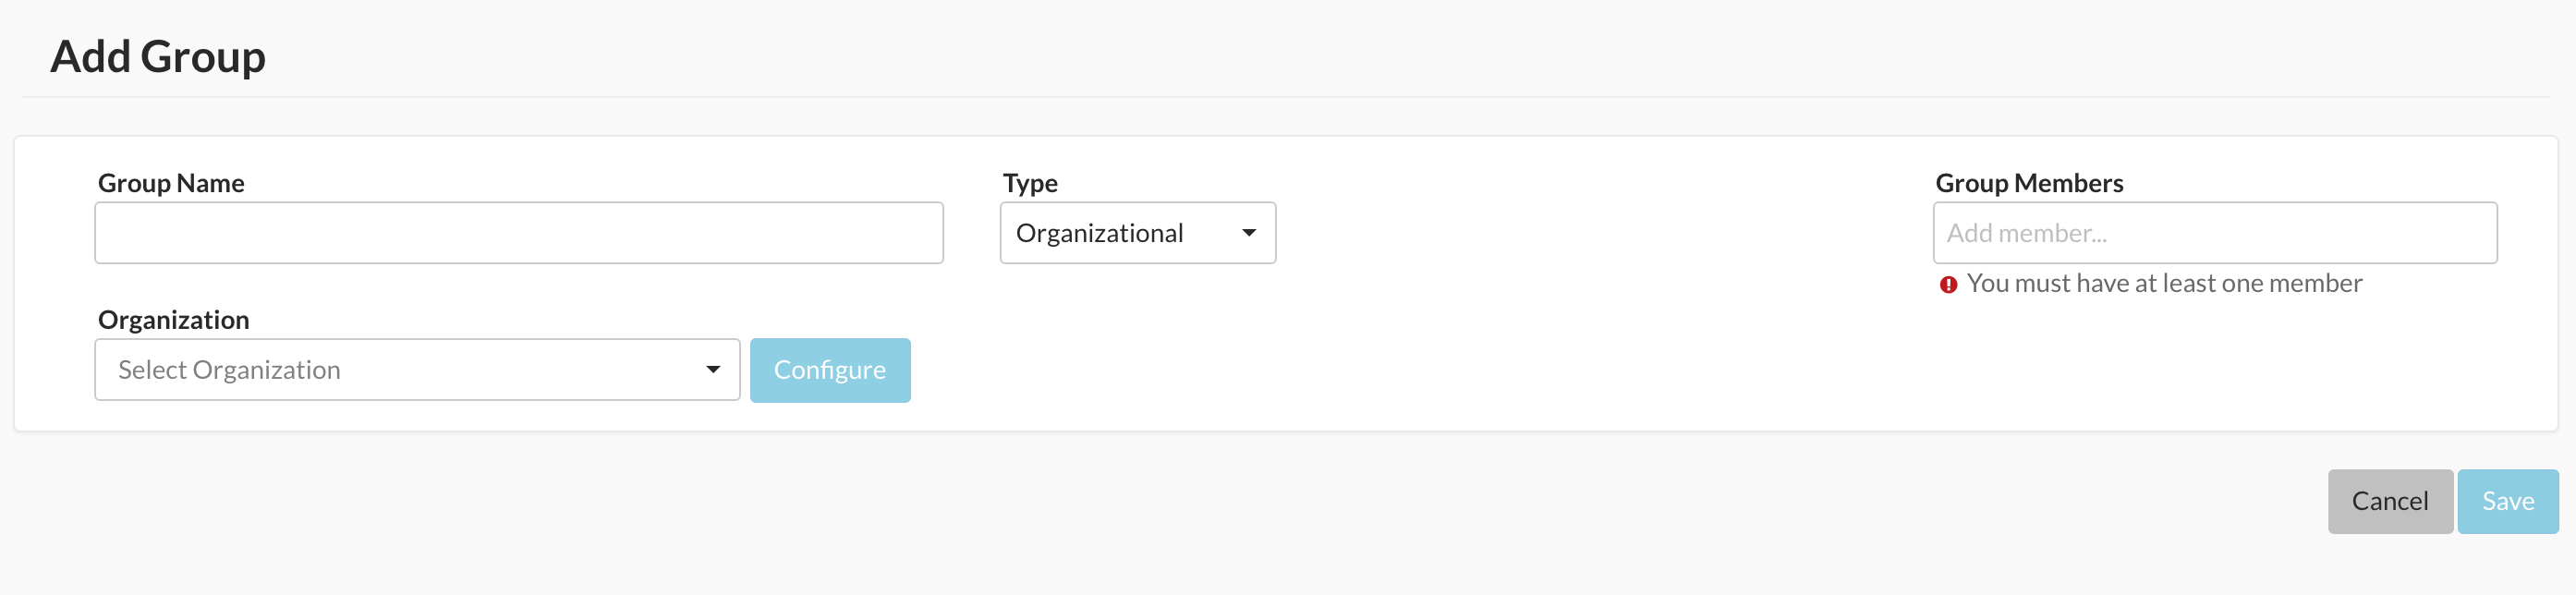 Add Group
Group Name
Type
Group Members
Organizational
Add member...
You must have at least one member
Organization
Select Organization
Configure
Cancel
Save